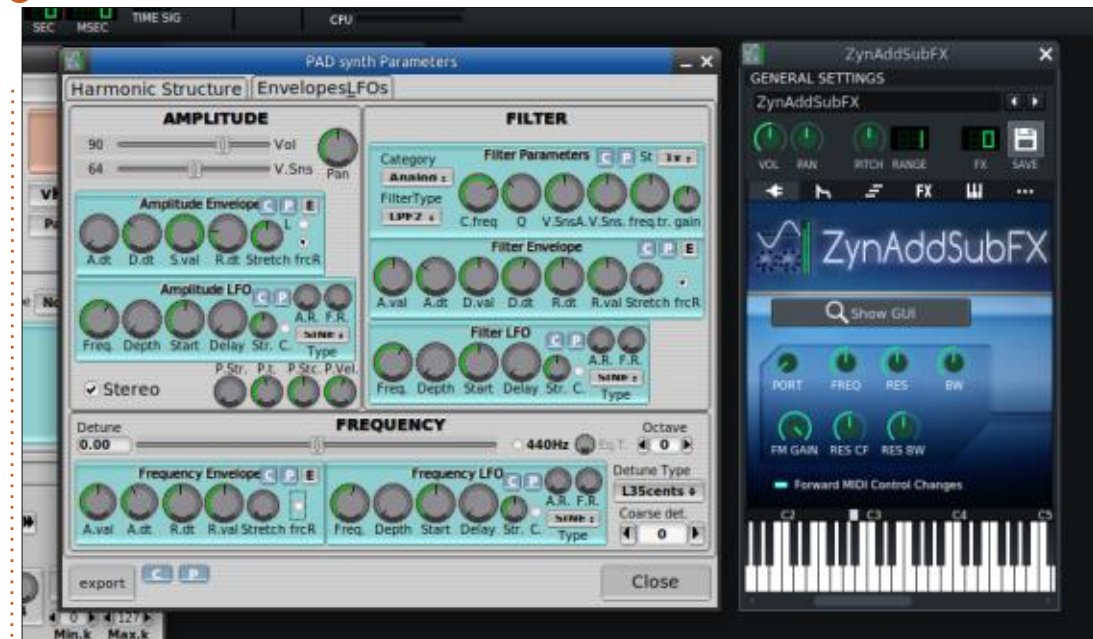 SEC MSEC TIME SIG CPU
PAD synth Parameters
Harmonic Structure EnvelopesLFOs
AMPLITUDE
90 Vol
64 V.Sns Pan
Amplitude Envelope C P E
L
A.dt D.dt S.val R.dt Stretch frcR
Amplitude LFO C P
A.R. F.R.
Freq. Depth Start Delay Str. C. SINE
Type
Stereo P.Str. P.t. P.Stc. P.Vel.
FILTER
Category Filter Parameters C P St 1x
Analog
FilterType
LPF2
C.freq Q V.SnsA. V.Sns. freq.tr. gain
Filter Envelope C P E
A.val A.dt D.val D.dt R.dt R.val Stretch frcR
Filter LFO C P
A.R. F.R.
Freq. Depth Start Delay Str. C. SINE
Type
FREQUENCY
Detune
0.00 440Hz Eq.T. Octave
0
Frequency Envelope C P E
A.val A.dt R.dt R.val Stretch frcR
Frequency LFO C P
A.R. F.R.
Freq. Depth Start Delay Str. C. SINE
Type
Detune Type
L35cents
Coarse det.
0
export C P Close
0 127
Min.k Max.k
ZynAddSubFX
GENERAL SETTINGS
ZynAddSubFX
VOL PAN PITCH RANGE FX SAVE
FX
ZynAddSubFX
Show GUI
PORT FREQ RES BW
FM GAIN RES CF RES BW
Forward MIDI Control Changes
C2 C3 C4 C5